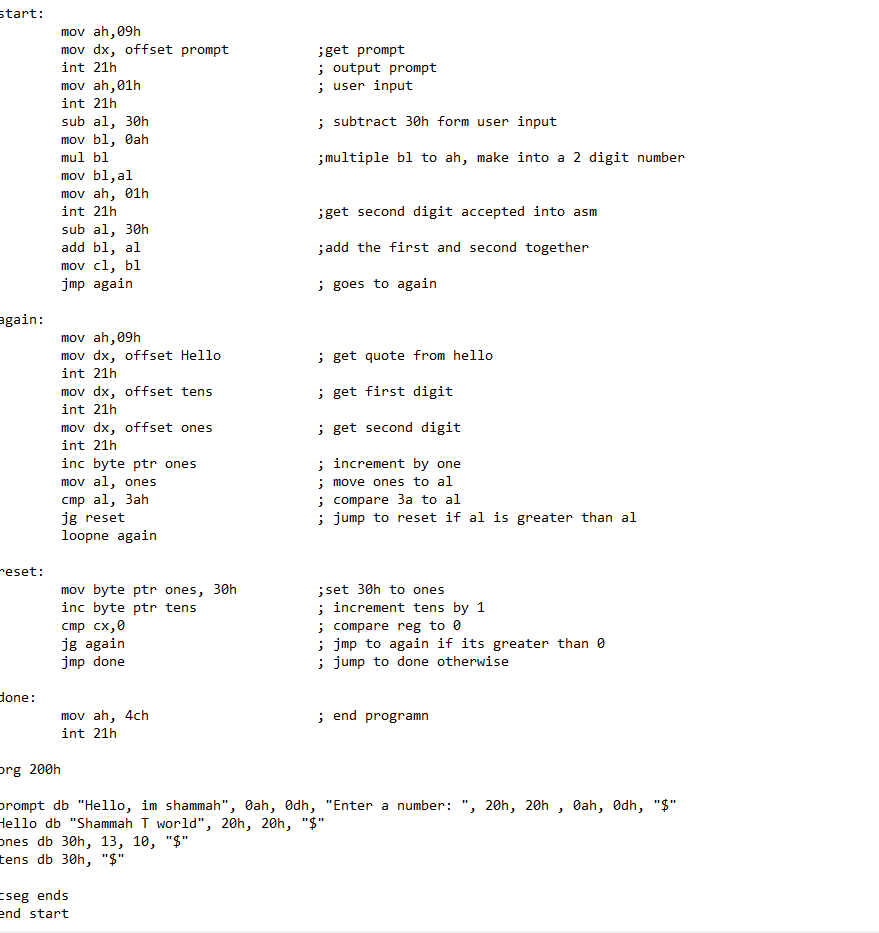 start:
mov ah,09h
mov dx, offset prompt ;get prompt
int 21h ; output prompt
mov ah,01h ; user input
int 21h
sub al, 30h ; subtract 30h form user input
mov bl, 0ah
mul bl ;multiple bl to ah, make into a 2 digit number
mov bl,al
mov ah, 01h
int 21h ;get second digit accepted into asm
sub al, 30h
add bl, al ;add the first and second together
mov cl, bl
jmp again ; goes to again
again:
mov ah,09h
mov dx, offset Hello ; get quote from hello
int 21h
mov dx, offset tens ; get first digit
int 21h
mov dx, offset ones ; get second digit
int 21h
inc byte ptr ones ; increment by one
mov al, ones ; move ones to al
cmp al, 3ah ; compare 3a to al
jg reset ; jump to reset if al is greater than al
loopne again
reset:
mov byte ptr ones, 30h ;set 30h to ones
inc byte ptr tens ; increment tens by 1
cmp cx,0 ; compare reg to 0
jg again ; jmp to again if its greater than 0
jmp done ; jump to done otherwise
done:
mov ah, 4ch ; end programn
int 21h
org 200h
prompt db "Hello, im shammah", 0ah, 0dh, "Enter a number: ", 20h, 20h , 0ah, 0dh, "$"
Hello db "Shammah T world", 20h, 20h, "$"
ones db 30h, 13, 10, "$"
tens db 30h, "$"
cseg ends
end start